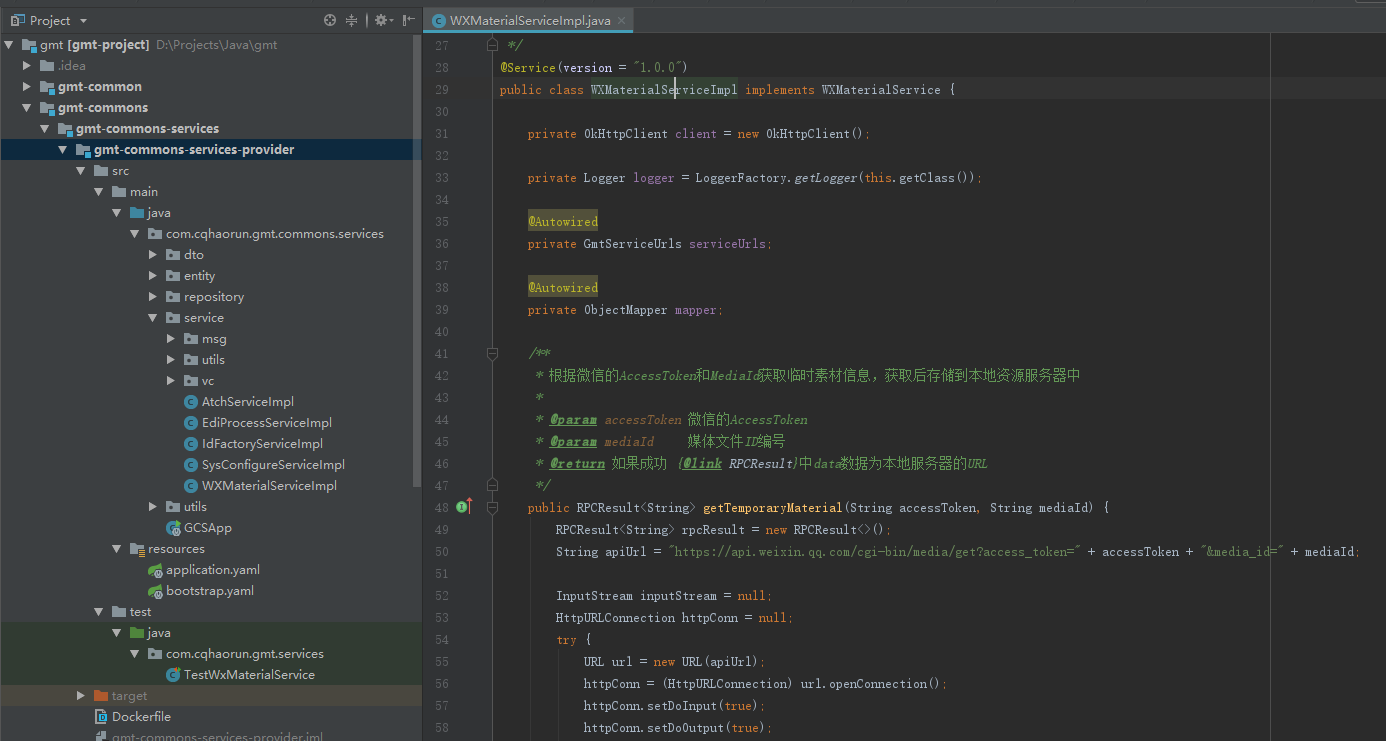 Project
gmt [gmt-project] D:\Projects\Java\gmt
.idea
gmt-common
gmt-commons
gmt-commons-services
gmt-commons-services-provider
src
main
java
com.cqhaorun.gmt.commons.services
dto
entity
repository
service
msg
utils
vc
AtchServiceImpl
EdiProcessServiceImpl
IdFactoryServiceImpl
SysConfigureServiceImpl
WXMaterialServiceImpl
utils
GCSApp
resources
application.yaml
bootstrap.yaml
test
java
com.cqhaorun.gmt.services
TestWxMaterialService
target
Dockerfile
gmt-commons-services-provider.iml
WXMaterialServiceImpl.java
27 */
28 @Service(version = "1.0.0")
29 public class WXMaterialServiceImpl implements WXMaterialService {
30
31 private OkHttpClient client = new OkHttpClient();
32
33 private Logger logger = LoggerFactory.getLogger(this.getClass());
34
35 @Autowired
36 private GmtServiceUrls serviceUrls;
37
38 @Autowired
39 private ObjectMapper mapper;
40
41 /**
42 * 根据微信的AccessToken和MediaId获取临时素材信息，获取后存储到本地资源服务器中
43 *
44 * @param accessToken 微信的AccessToken
45 * @param mediaId 媒体文件ID编号
46 * @return 如果成功 {@link RPCResult}中data数据为本地服务器的URL
47 */
48 public RPCResult<String> getTemporaryMaterial(String accessToken, String mediaId) {
49 RPCResult<String> rpcResult = new RPCResult<>();
50 String apiUrl = "https://api.weixin.qq.com/cgi-bin/media/get?access_token=" + accessToken + "&media_id=" + mediaId;
51
52 InputStream inputStream = null;
53 HttpURLConnection httpConn = null;
54 try {
55 URL url = new URL(apiUrl);
56 httpConn = (HttpURLConnection) url.openConnection();
57 httpConn.setDoInput(true);
58 httpConn.setDoOutput(true);